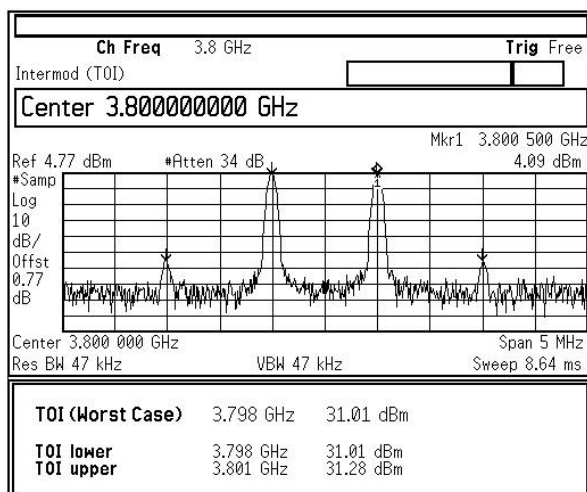 Ch Freq 3.8 GHz Trig Free
Intermod (TOI)
Center 3.800000000 GHz
Mkr1 3.800 500 GHz
Ref 4.77 dBm #Atten 34 dB 4.09 dBm
#Samp
Log
10
dB/
Offst
0.77
dB
1
Center 3.800 000 GHz Span 5 MHz
Res BW 47 kHz VBW 47 kHz Sweep 8.64 ms
TOI (Worst Case) 3.798 GHz 31.01 dBm
TOI lower 3.798 GHz 31.01 dBm
TOI upper 3.801 GHz 31.28 dBm